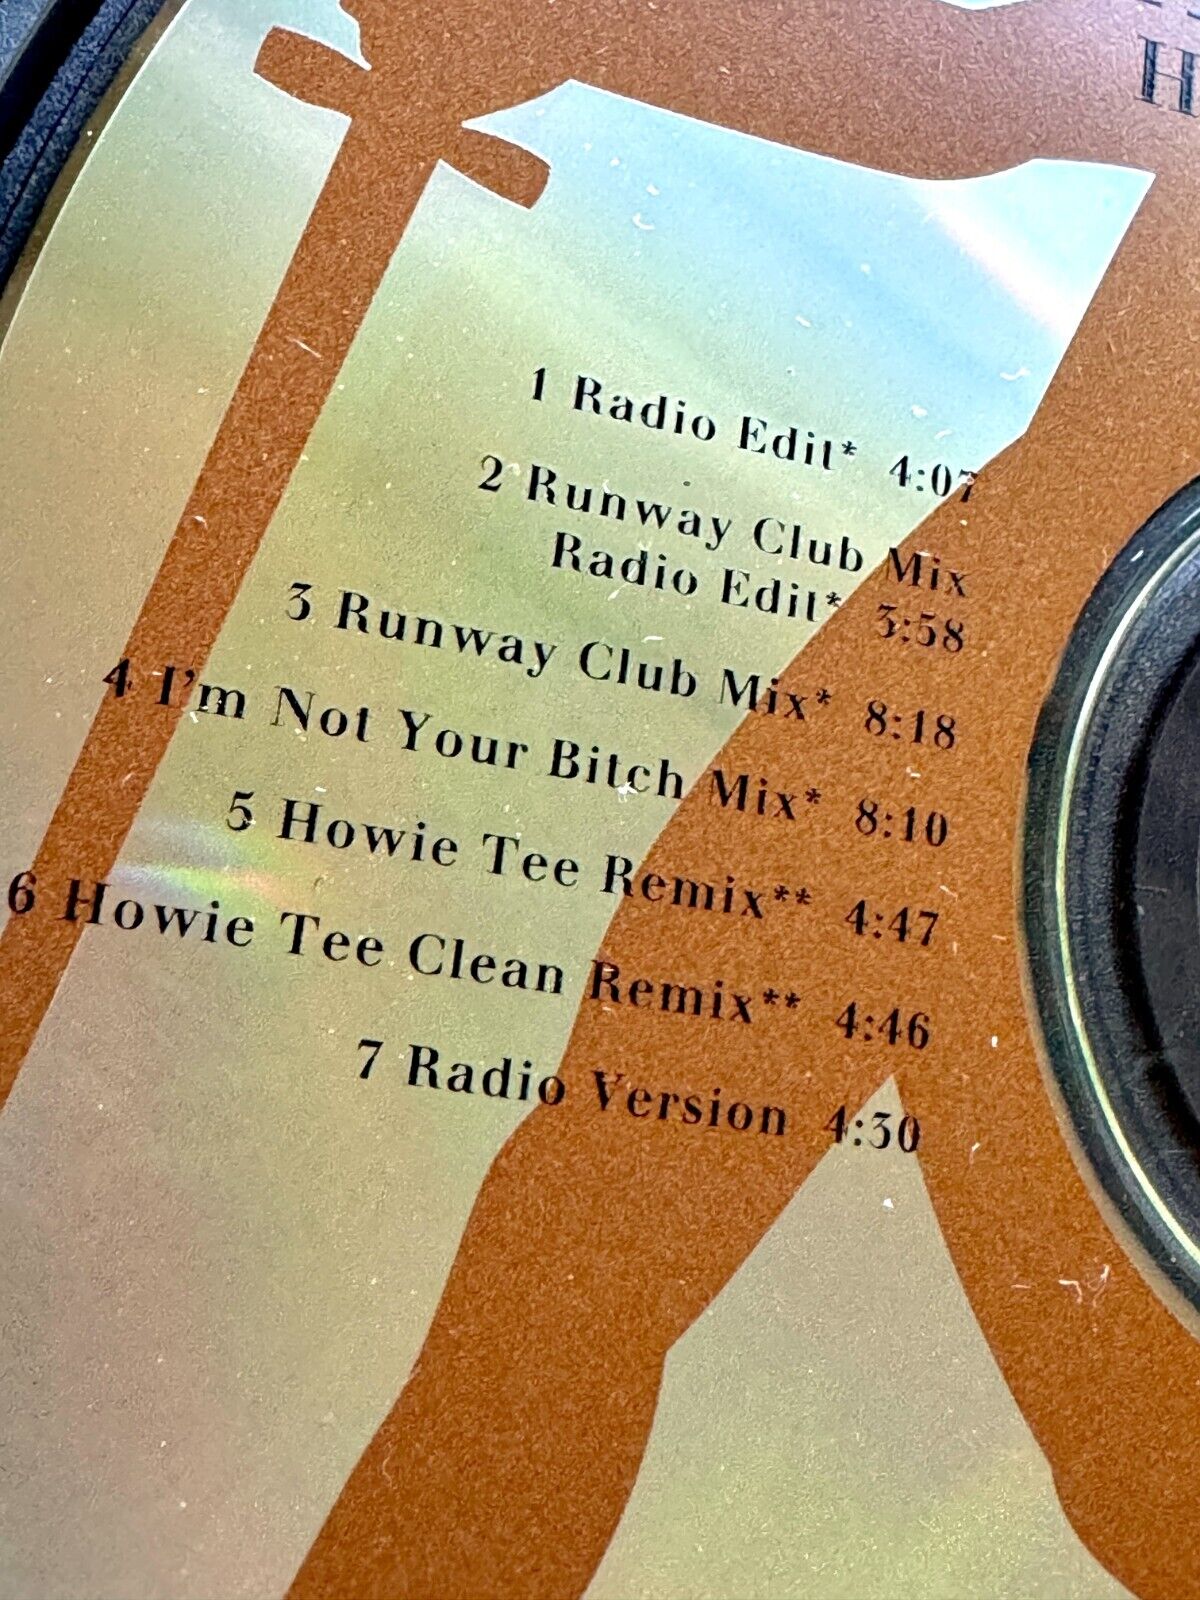 H
1 Radio Edit* 4:07
2 Runway Club Mix
Radio Edit* 3:58
3 Runway Club Mix* 8:18
4 I'm Not Your Bitch Mix* 8:10
5 Howie Tee Remix** 4:47
6 Howie Tee Clean Remix** 4:46
7 Radio Version 4:30